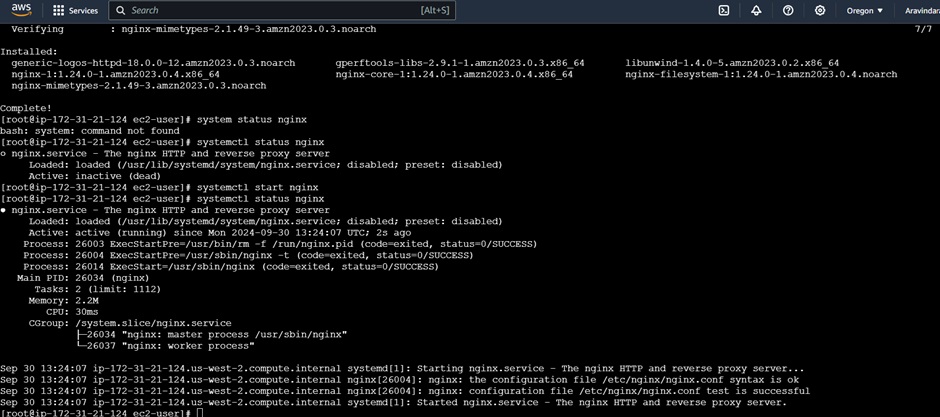 aws Services Search [Alt+S] Oregon ▼ Aravindara
Verifying : nginx-mimetypes-2.1.49-3.amzn2023.0.3.noarch 7/7
Installed:
generic-logos-httpd-18.0.0-12.amzn2023.0.3.noarch gperftools-libs-2.9.1-1.amzn2023.0.3.x86_64 libunwind-1.4.0-5.amzn2023.0.2.x86_64
nginx-1:1.24.0-1.amzn2023.0.4.x86_64 nginx-core-1:1.24.0-1.amzn2023.0.4.x86_64 nginx-filesystem-1:1.24.0-1.amzn2023.0.4.noarch
nginx-mimetypes-2.1.49-3.amzn2023.0.3.noarch
Complete!
[root@ip-172-31-21-124 ec2-user]# system status nginx
bash: system: command not found
[root@ip-172-31-21-124 ec2-user]# systemctl status nginx
○ nginx.service - The nginx HTTP and reverse proxy server
Loaded: loaded (/usr/lib/systemd/system/nginx.service; disabled; preset: disabled)
Active: inactive (dead)
[root@ip-172-31-21-124 ec2-user]# systemctl start nginx
[root@ip-172-31-21-124 ec2-user]# systemctl status nginx
● nginx.service - The nginx HTTP and reverse proxy server
Loaded: loaded (/usr/lib/systemd/system/nginx.service; disabled; preset: disabled)
Active: active (running) since Mon 2024-09-30 13:24:07 UTC; 2s ago
Process: 26003 ExecStartPre=/usr/bin/rm -f /run/nginx.pid (code=exited, status=0/SUCCESS)
Process: 26004 ExecStartPre=/usr/sbin/nginx -t (code=exited, status=0/SUCCESS)
Process: 26014 ExecStart=/usr/sbin/nginx (code=exited, status=0/SUCCESS)
Main PID: 26034 (nginx)
Tasks: 2 (limit: 1112)
Memory: 2.2M
CPU: 30ms
CGroup: /system.slice/nginx.service
├─26034 "nginx: master process /usr/sbin/nginx"
└─26037 "nginx: worker process"
Sep 30 13:24:07 ip-172-31-21-124.us-west-2.compute.internal systemd[1]: Starting nginx.service - The nginx HTTP and reverse proxy server...
Sep 30 13:24:07 ip-172-31-21-124.us-west-2.compute.internal nginx[26004]: nginx: the configuration file /etc/nginx/nginx.conf syntax is ok
Sep 30 13:24:07 ip-172-31-21-124.us-west-2.compute.internal nginx[26004]: nginx: configuration file /etc/nginx/nginx.conf test is successful
Sep 30 13:24:07 ip-172-31-21-124.us-west-2.compute.internal systemd[1]: Started nginx.service - The nginx HTTP and reverse proxy server.
[root@ip-172-31-21-124 ec2-user]#